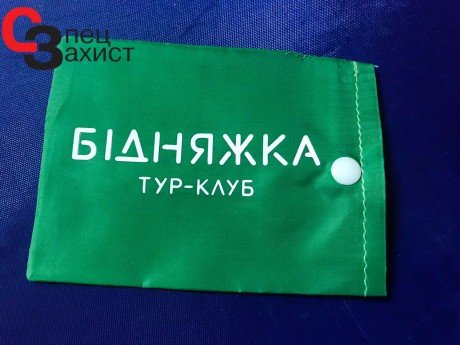 Спец
Захист
БІДНЯЖКА
ТУР-КЛУБ